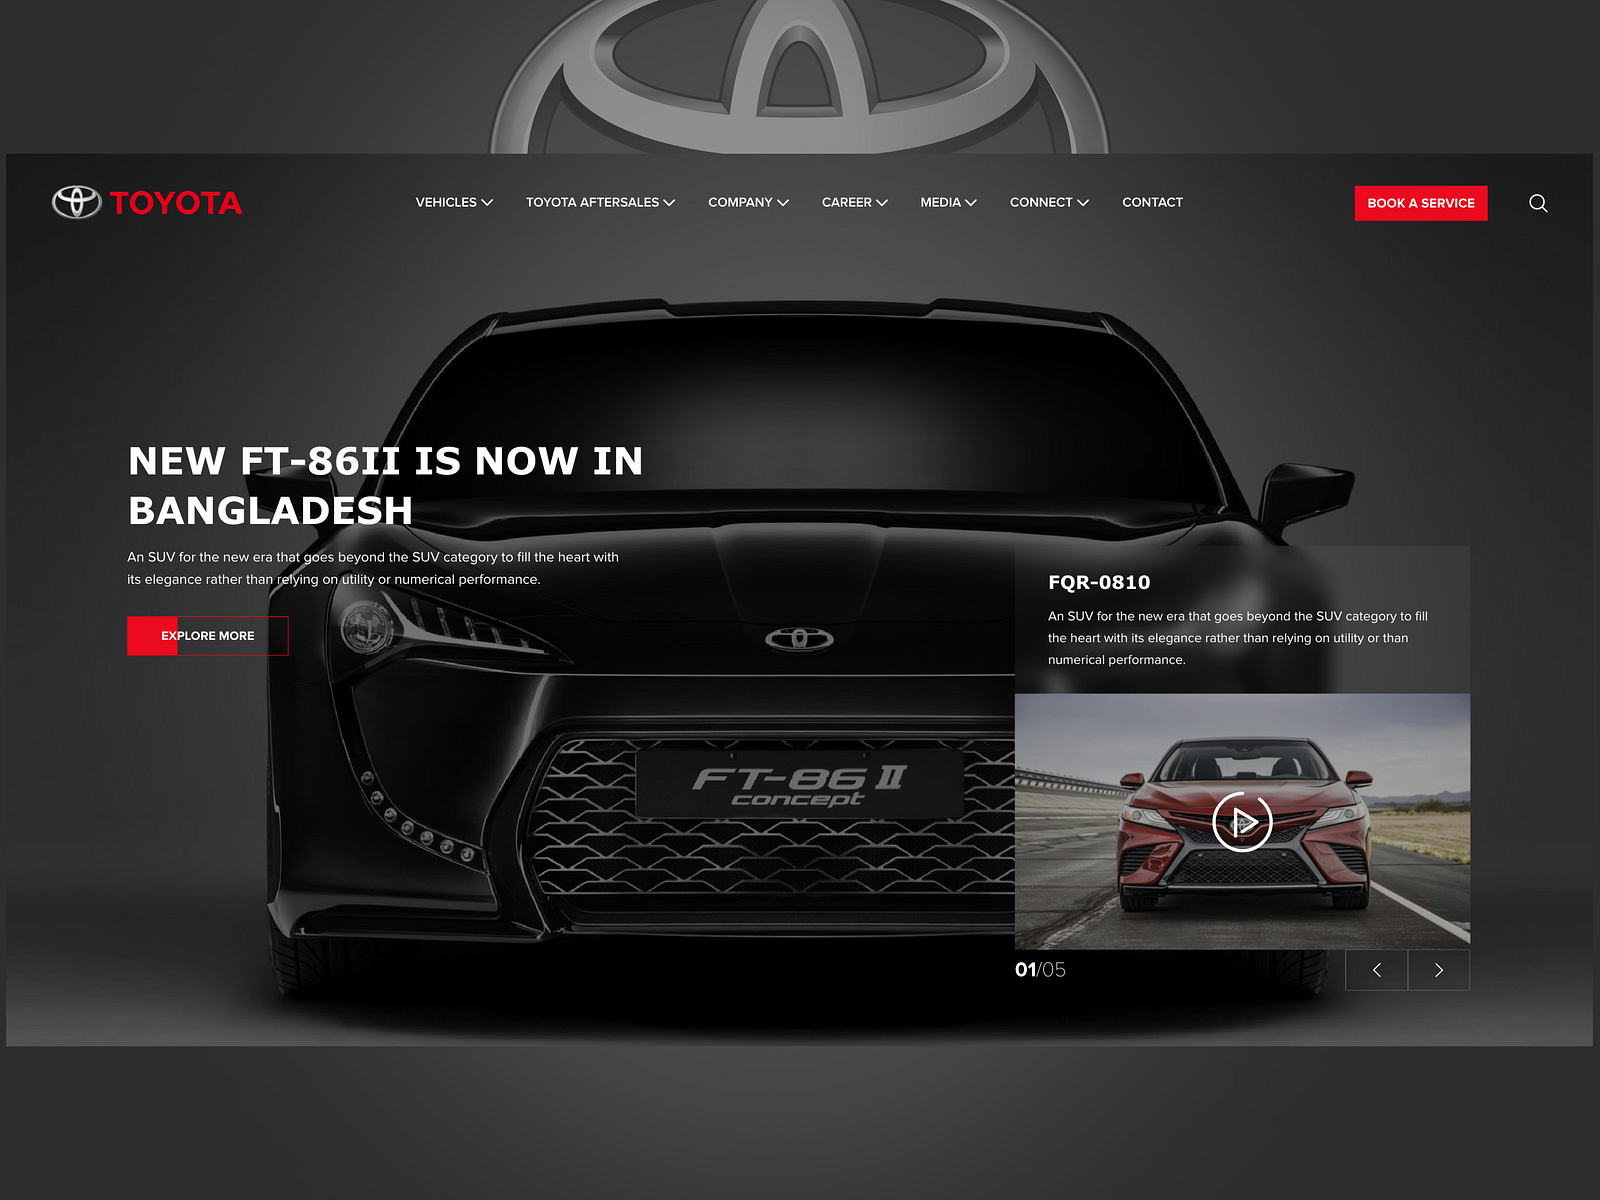 TOYOTA
VEHICLES
TOYOTA AFTERSALES
COMPANY
CAREER
MEDIA
CONNECT
CONTACT
BOOK A SERVICE
NEW FT-86II IS NOW IN
BANGLADESH
An SUV for the new era that goes beyond the SUV category to fill the heart with
its elegance rather than relying on utility or numerical performance.
EXPLORE MORE
FT-86 II
concept
FQR-0810
An SUV for the new era that goes beyond the SUV category to fill
the heart with its elegance rather than relying on utility or than
numerical performance.
01/05